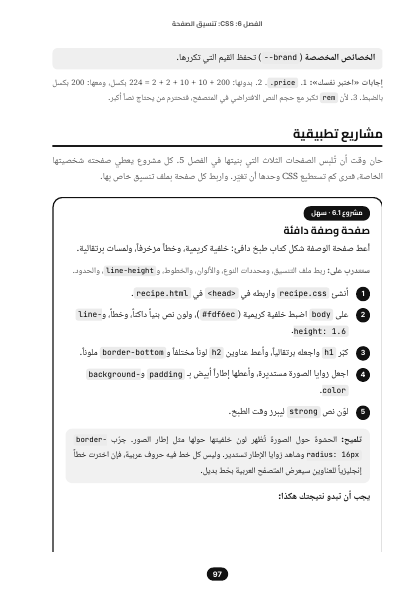 الفصل 6: CSS: تنسيق الصفحة
الخصائص المخصصة ( --brand ) تحفظ القيم التي تكررها.
إجابات «اختبر نفسك»: 1. .price . 2. بدونها: 200 + 10 + 10 + 2 + 2 = 224 بكسل، ومعها: 200 بكسل
بالضبط. 3. لأن rem تكبر مع حجم النص الافتراضي في المتصفح، فتحترم من يحتاج نصاً أكبر.
مشاريع تطبيقية
حان وقت أن تُلبس الصفحات الثلاث التي بنيتها في الفصل 5. كل مشروع يعطي صفحته شخصيتها
الخاصة، فترى كم تستطيع CSS وحدها أن تغيّر. واربط كل صفحة بملف تنسيق خاص بها.
مشروع 6.1 · سهل
صفحة وصفة دافئة
أعط صفحة الوصفة شكل كتاب طبخ دافئ: خلفية كريمية، وخطاً مزخرفاً، ولمسات برتقالية.
ستتدرب على: ربط ملف التنسيق، ومحددات النوع، والألوان، والخطوط، و line-height، والحدود.
1 أنشئ recipe.css واربطه في <head> في recipe.html .
2 على body اضبط خلفية كريمية ( #fdf6ec )، ولون نص بنياً داكناً، وخطاً، و line-
height: 1.6.
3 كبّر h1 واجعله برتقالياً، وأعط عناوين h2 لوناً مختلفاً و border-bottom ملوناً.
4 اجعل زوايا الصورة مستديرة، وأعطها إطاراً أبيض بـ padding و background-
color.
5 لوّن نص strong ليبرز وقت الطبخ.
تلميح: الحشوة حول الصورة تُظهر لون خلفيتها حولها مثل إطار الصور. جرّب border-
radius: 16px وشاهد زوايا الإطار تستدير. وليس كل خط فيه حروف عربية، فإن اخترت خطاً
إنجليزياً للعناوين سيعرض المتصفح العربية بخط بديل.
يجب أن تبدو نتيجتك هكذا:
97